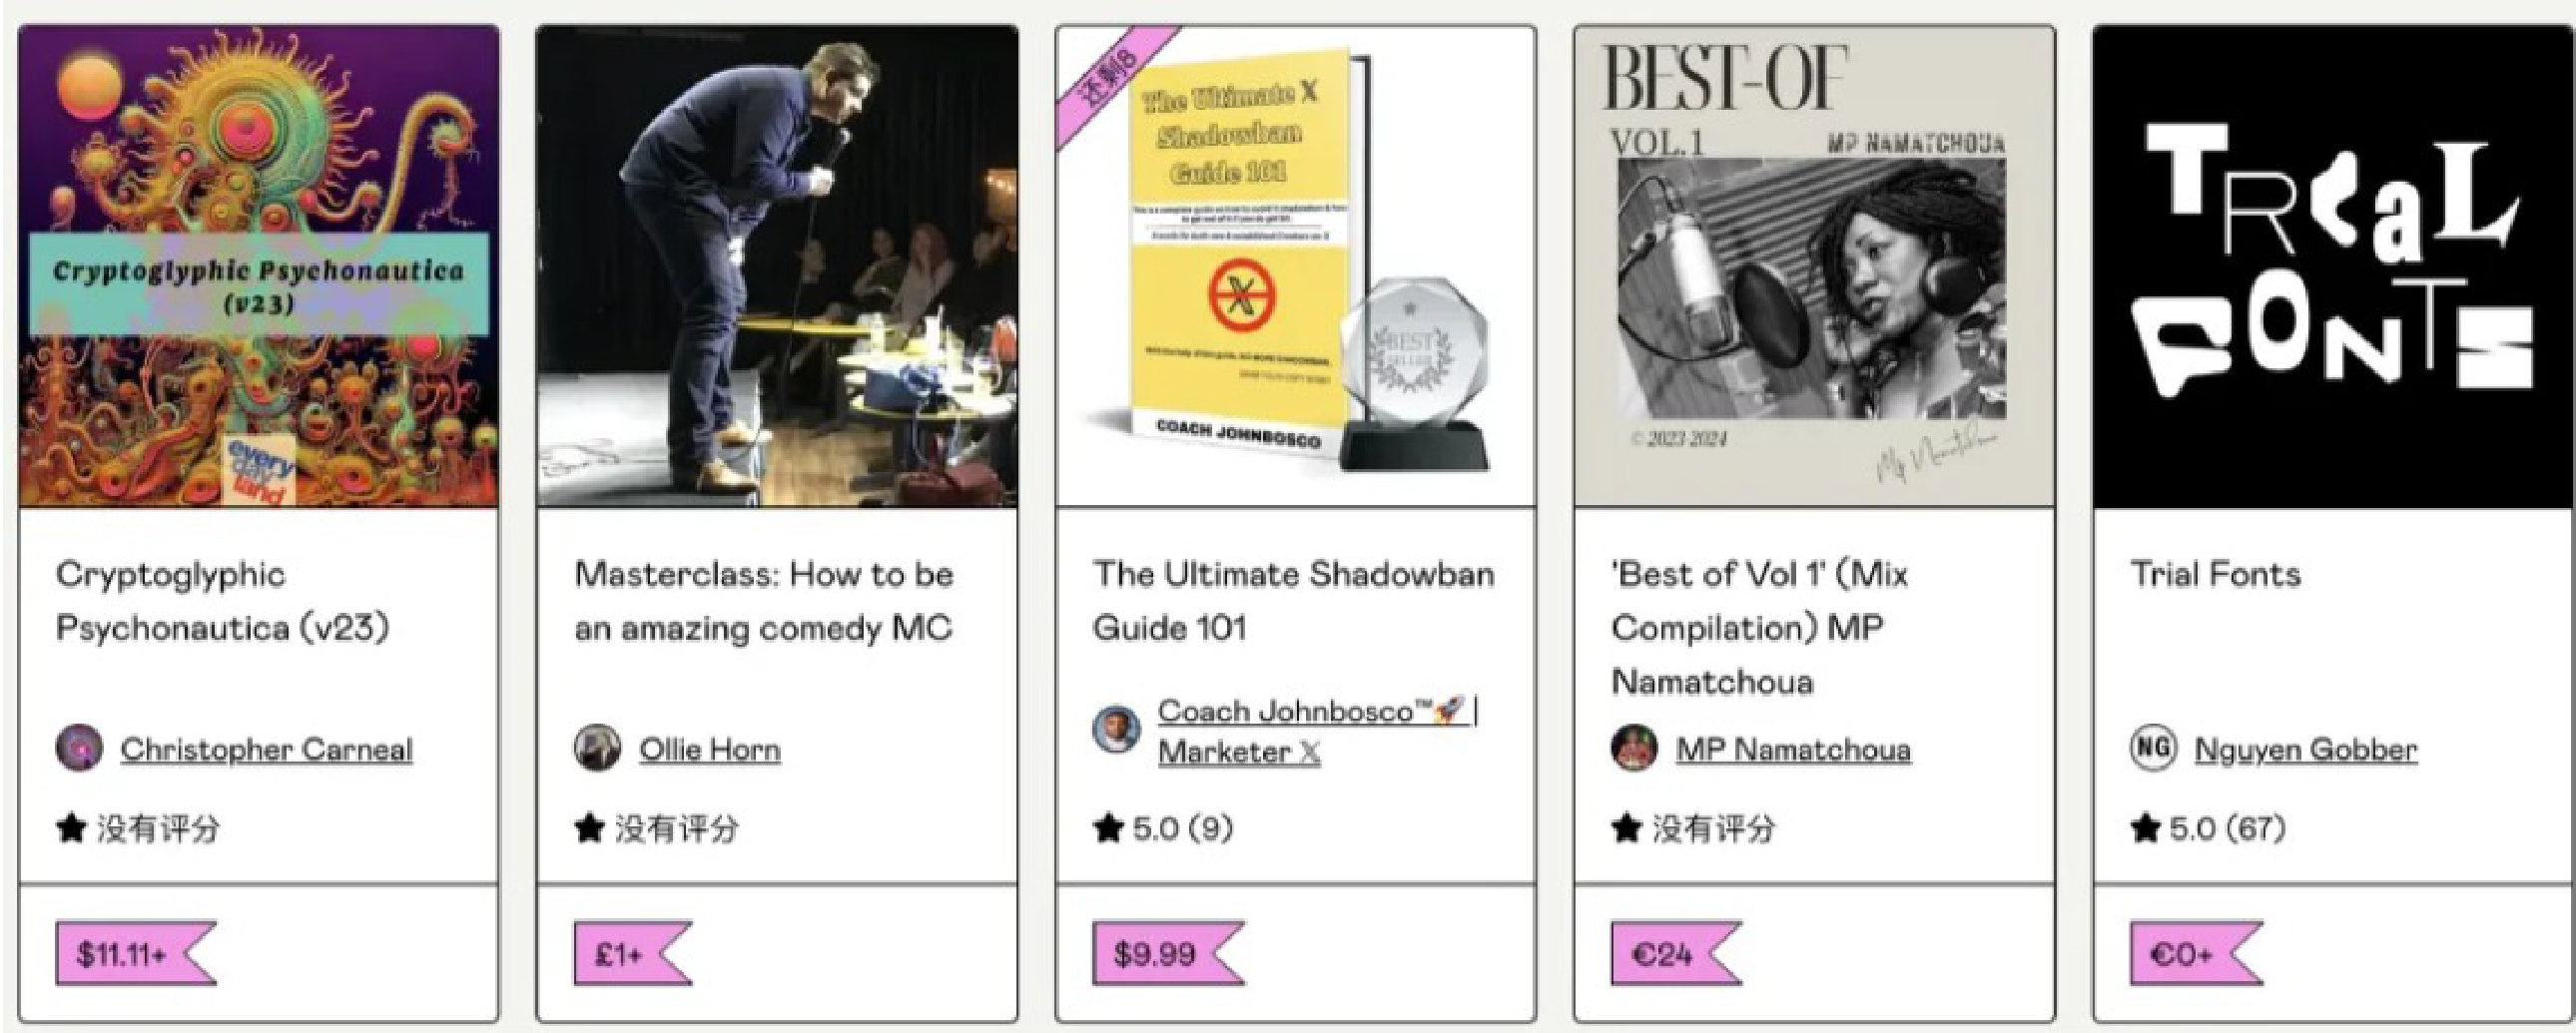 Cryptoglyphic Psychonautica
(v23)
every
day
land
Cryptoglyphic
Psychonautica (v23)
Christopher Carneal
没有评分
$11.11+
Masterclass: How to be
an amazing comedy MC
Ollie Horn
没有评分
£1+
还剩8
The Ultimate X
Shadowban
Guide 101
COACH JOHNBOSCO
BEST
SELLER
The Ultimate Shadowban
Guide 101
Coach Johnbosco™🚀 |
Marketer 𝕏
5.0 (9)
$9.99
BEST-OF
VOL.1 MP NAMATCHOUA
© 2023-2024
'Best of Vol 1' (Mix
Compilation) MP
Namatchoua
MP Namatchoua
没有评分
€24
TRiaL
FONTS
Trial Fonts
NG Nguyen Gobber
5.0 (67)
€0+